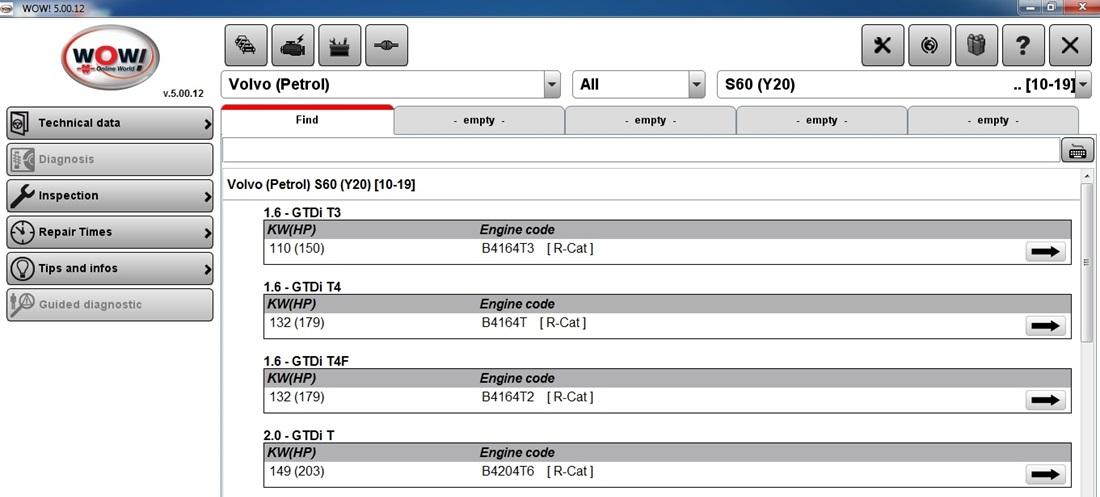 WOW! 5.00.12
WOW!
Online World
v.5.00.12
Volvo (Petrol)
All
S60 (Y20) .. [10-19]
Technical data
Diagnosis
Inspection
Repair Times
Tips and infos
Guided diagnostic
Find
- empty -
- empty -
- empty -
- empty -
Volvo (Petrol) S60 (Y20) [10-19]
1.6 - GTDi T3
KW(HP) Engine code
110 (150) B4164T3 [ R-Cat ]
1.6 - GTDi T4
KW(HP) Engine code
132 (179) B4164T [ R-Cat ]
1.6 - GTDi T4F
KW(HP) Engine code
132 (179) B4164T2 [ R-Cat ]
2.0 - GTDi T
KW(HP) Engine code
149 (203) B4204T6 [ R-Cat ]